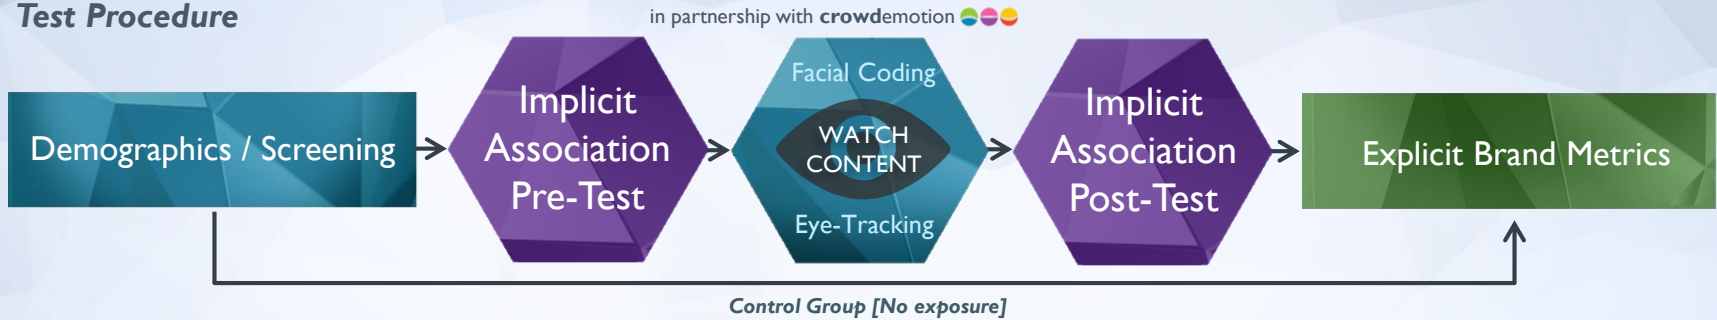 Test Procedure
in partnership with crowdemotion
Demographics / Screening
Implicit
Association
Pre-Test
Facial Coding
WATCH
CONTENT
Eye-Tracking
Implicit
Association
Post-Test
Explicit Brand Metrics
Control Group [No exposure]